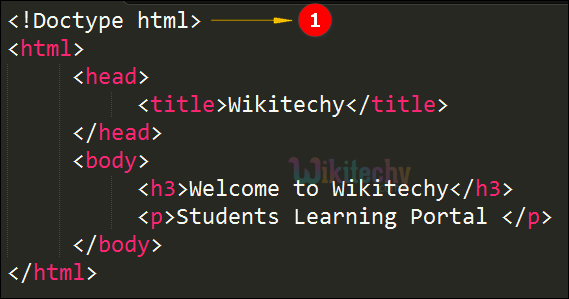 <!Doctype html> 1
<html>
<head>
<title>Wikitechy</title>
</head>
<body>
Wikitechy
<h3>Welcome to Wikitechy</h3>
<p>Students Learning Portal </p>
</body>
</html>